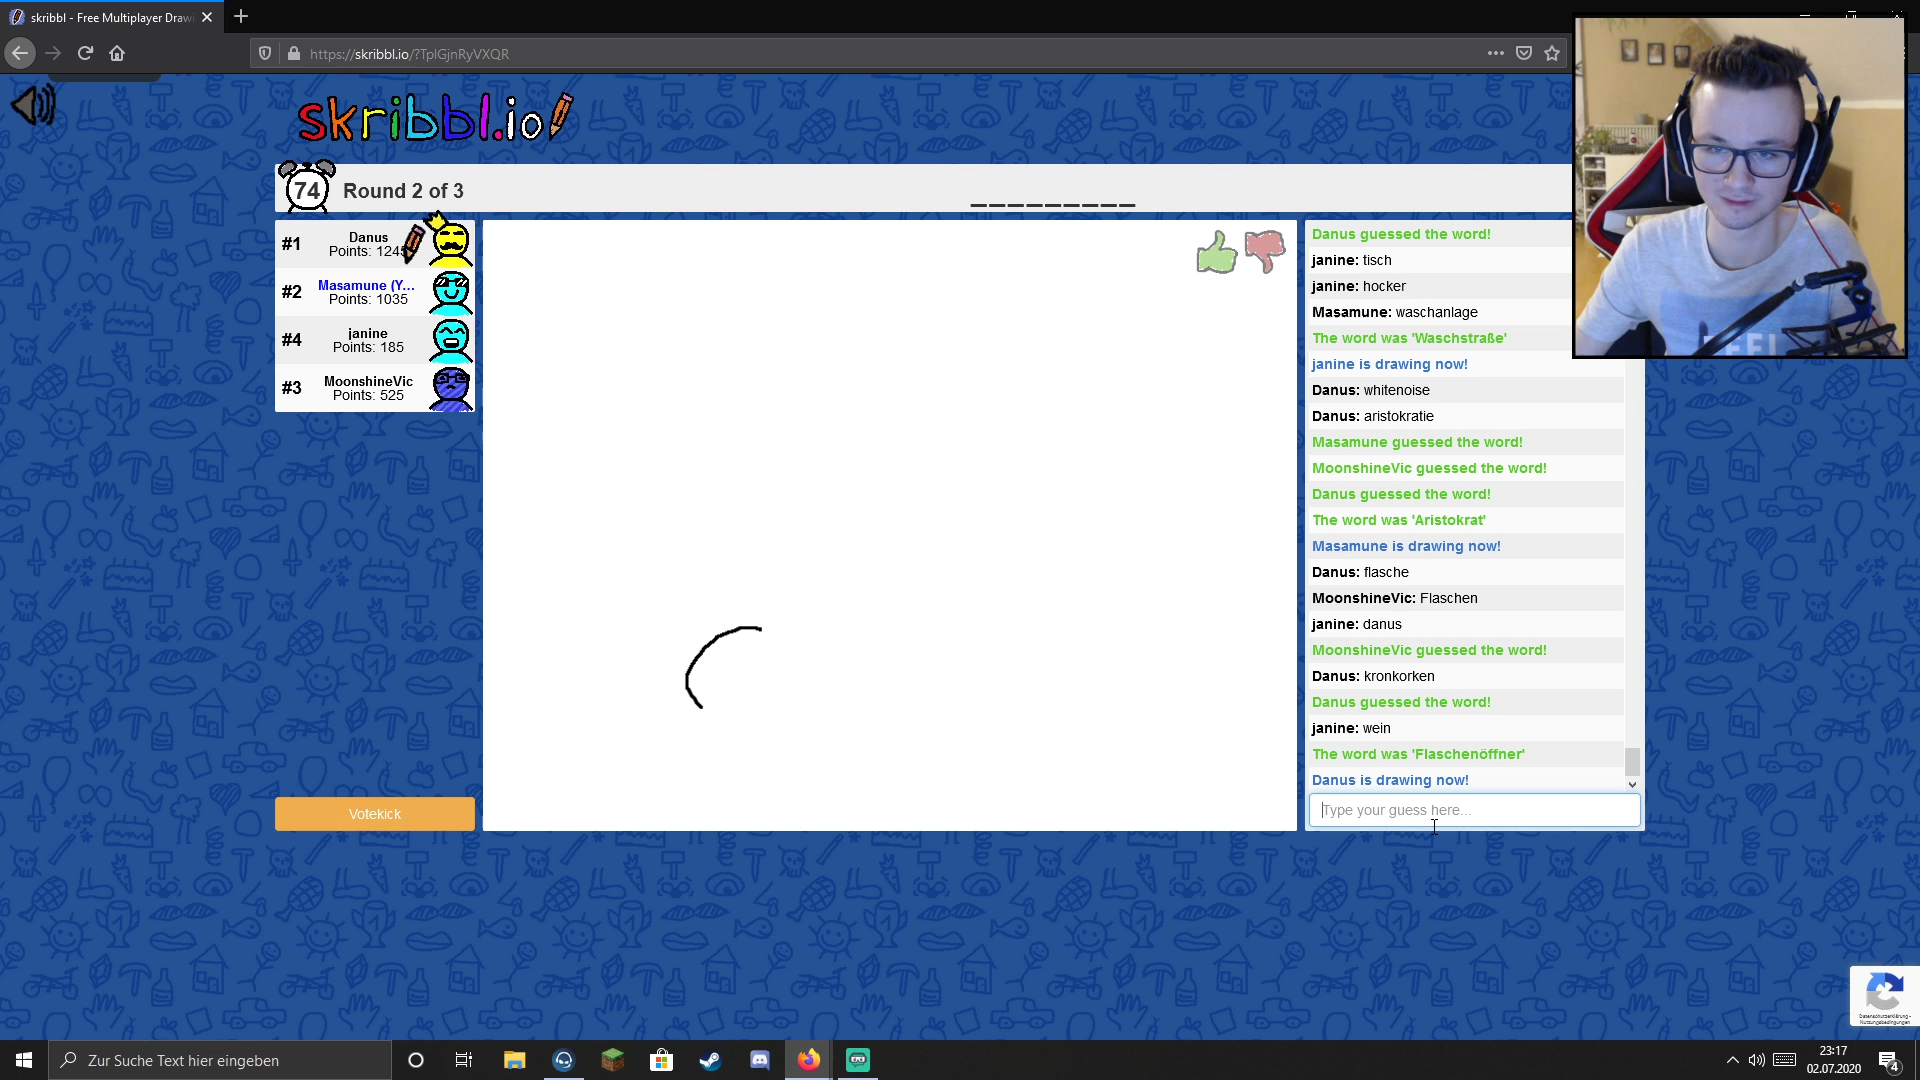 skribbl - Free Multiplayer Drawi
https://skribbl.io/?TplGjnRyVXQR
skribbl.io
74
Round 2 of 3
_________
#1
Danus
Points: 1245
#2
Masamune (Y...
Points: 1035
#4
janine
Points: 185
#3
MoonshineVic
Points: 525
Votekick
Danus guessed the word!
janine: tisch
janine: hocker
Masamune: waschanlage
The word was 'Waschstraße'
janine is drawing now!
Danus: whitenoise
Danus: aristokratie
Masamune guessed the word!
MoonshineVic guessed the word!
Danus guessed the word!
The word was 'Aristokrat'
Masamune is drawing now!
Danus: flasche
MoonshineVic: Flaschen
janine: danus
MoonshineVic guessed the word!
Danus: kronkorken
Danus guessed the word!
janine: wein
The word was 'Flaschenöffner'
Danus is drawing now!
Type your guess here...
Datenschutzerklärung -
Nutzungsbedingungen
Zur Suche Text hier eingeben
23:17
02.07.2020
4